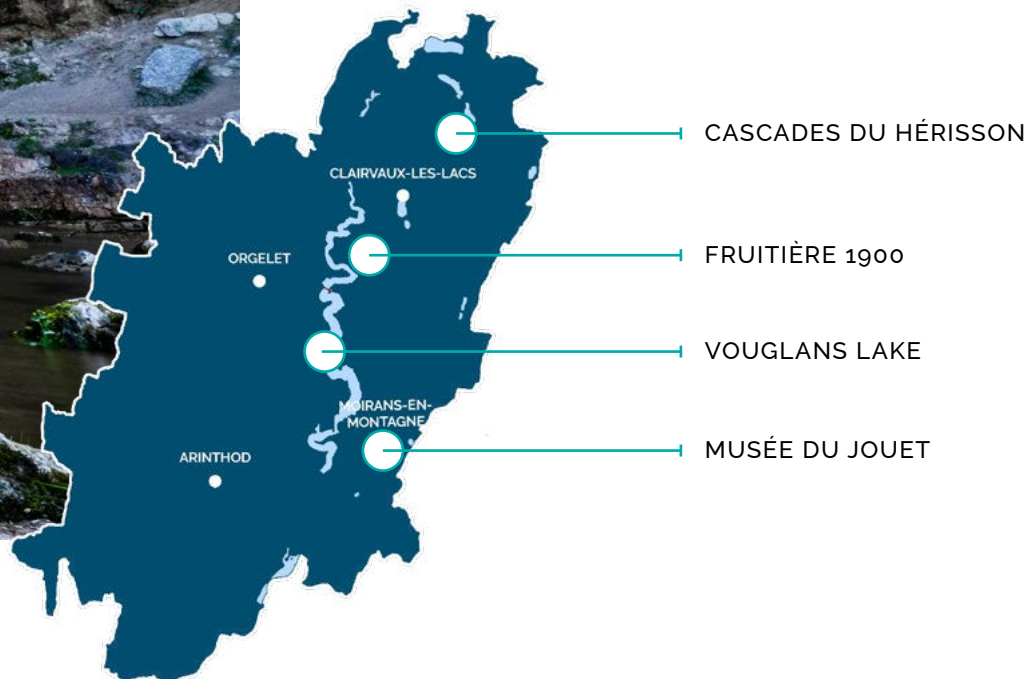 CASCADES DU HÉRISSON
CLAIRVAUX-LES-LACS
FRUITIÈRE 1900
ORGELET
VOUGLANS LAKE
MOIRANS-EN-
MONTAGNE
MUSÉE DU JOUET
ARINTHOD